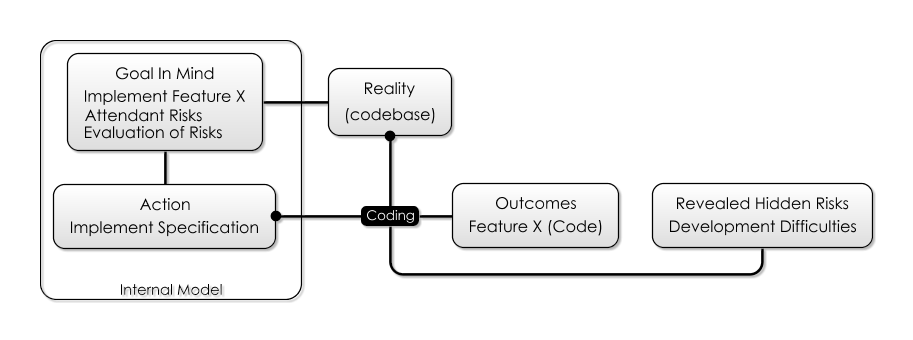 Goal In Mind
Implement Feature X
Attendant Risks
Evaluation of Risks
Reality
(codebase)
Action
Implement Specification
Coding
Outcomes
Feature X (Code)
Revealed Hidden Risks
Development Difficulties
Internal Model